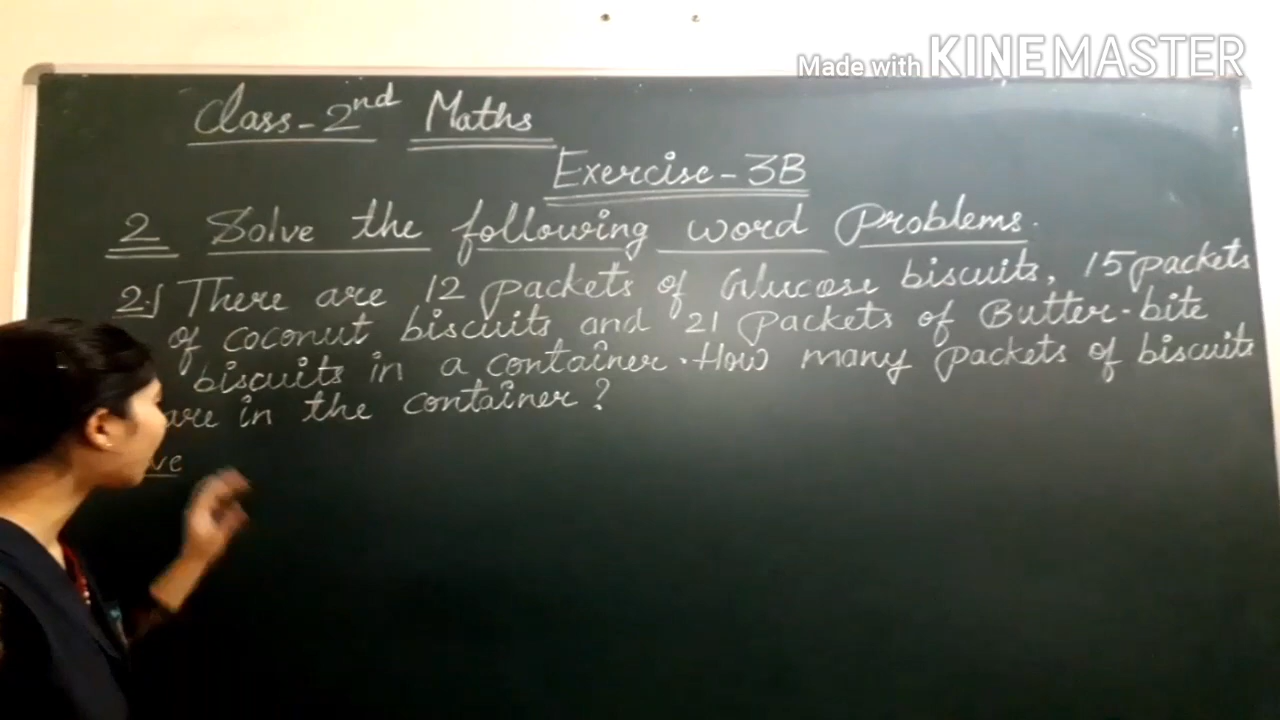 Made with KINEMASTER
Class - 2nd Maths
Exercise - 3B
2 Solve the following word Problems.
2.) There are 12 packets of Glucose biscuits, 15 packets
of coconut biscuits and 21 packets of Butter-bite
biscuits in a container. How many packets of biscuits
are in the container?